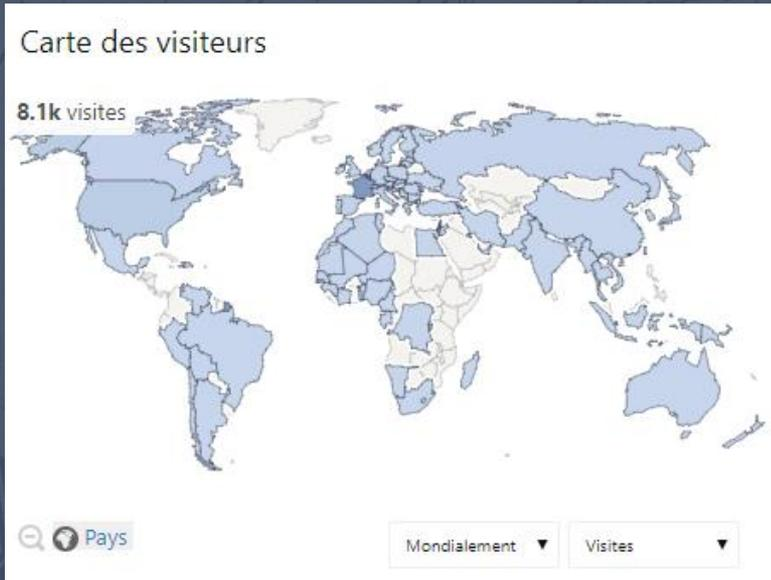 Carte des visiteurs
8.1k visites
Pays
Mondialement
Visites